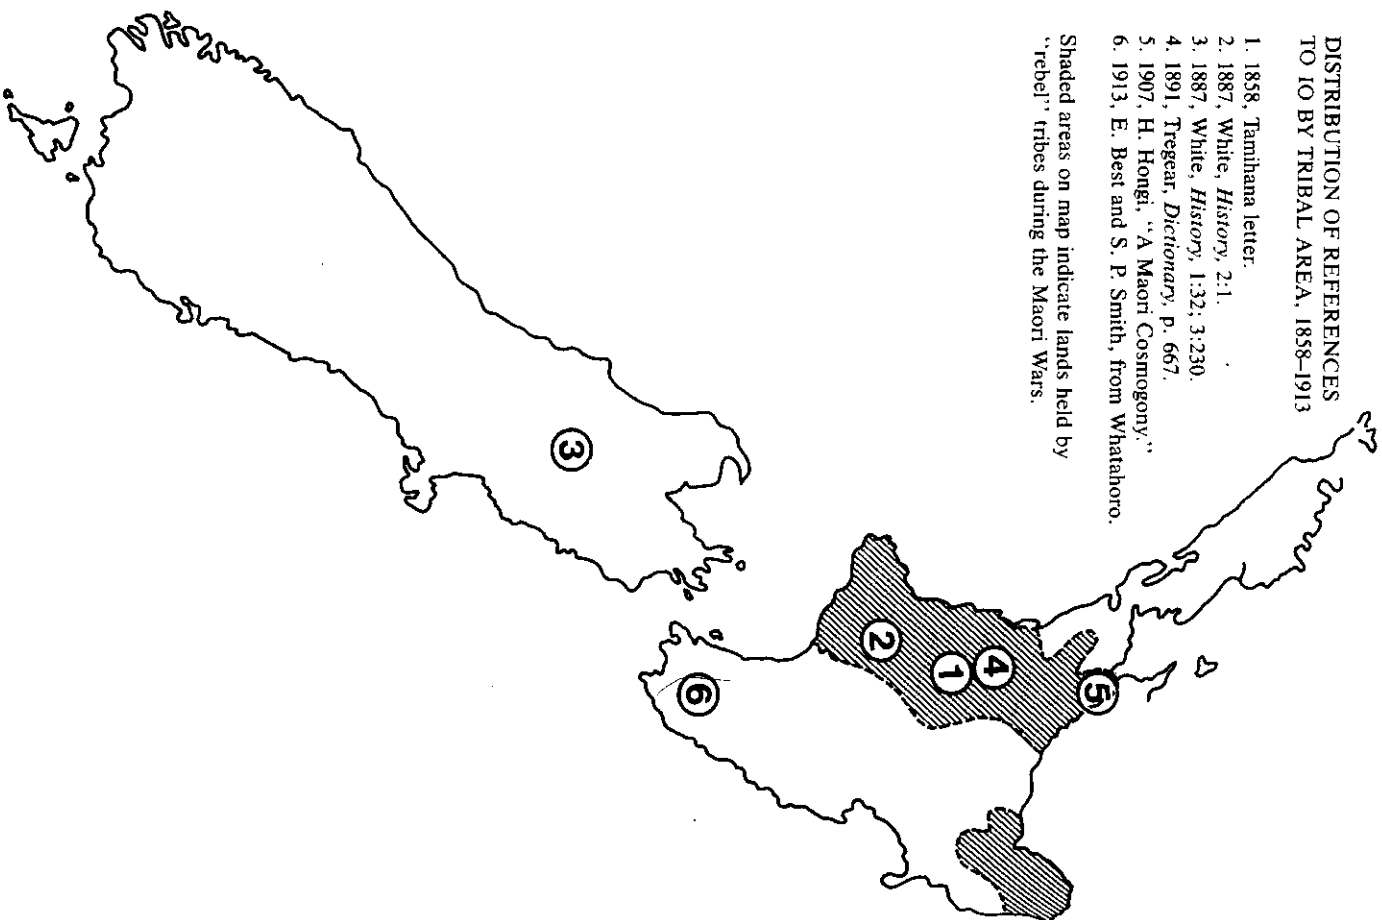 DISTRIBUTION OF REFERENCES
TO IO BY TRIBAL AREA, 1858–1913
1. 1858, Tamihana letter.
2. 1887, White, History, 2:1.
3. 1887, White, History, 1:32; 3:230.
4. 1891, Tregear, Dictionary, p. 667.
5. 1907, H. Hongi, "A Maori Cosmogony."
6. 1913, E. Best and S. P. Smith, from Whatahoro.
Shaded areas on map indicate lands held by
"rebel" tribes during the Maori Wars.
5
4
1
2
6
3